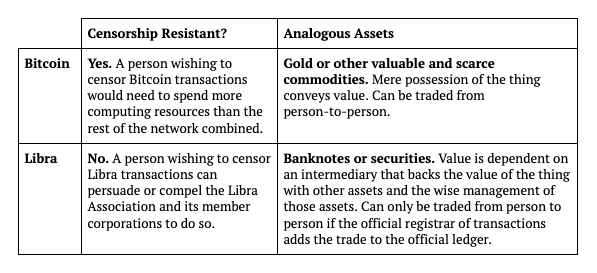 Censorship Resistant?
Analogous Assets
Bitcoin
Yes. A person wishing to
censor Bitcoin transactions
would need to spend more
computing resources than the
rest of the network combined.
Gold or other valuable and scarce
commodities. Mere possession of the thing
conveys value. Can be traded from
person-to-person.
Libra
No. A person wishing to censor
Libra transactions can
persuade or compel the Libra
Association and its member
corporations to do so.
Banknotes or securities. Value is dependent on
an intermediary that backs the value of the thing
with other assets and the wise management of
those assets. Can only be traded from person to
person if the official registrar of transactions
adds the trade to the official ledger.